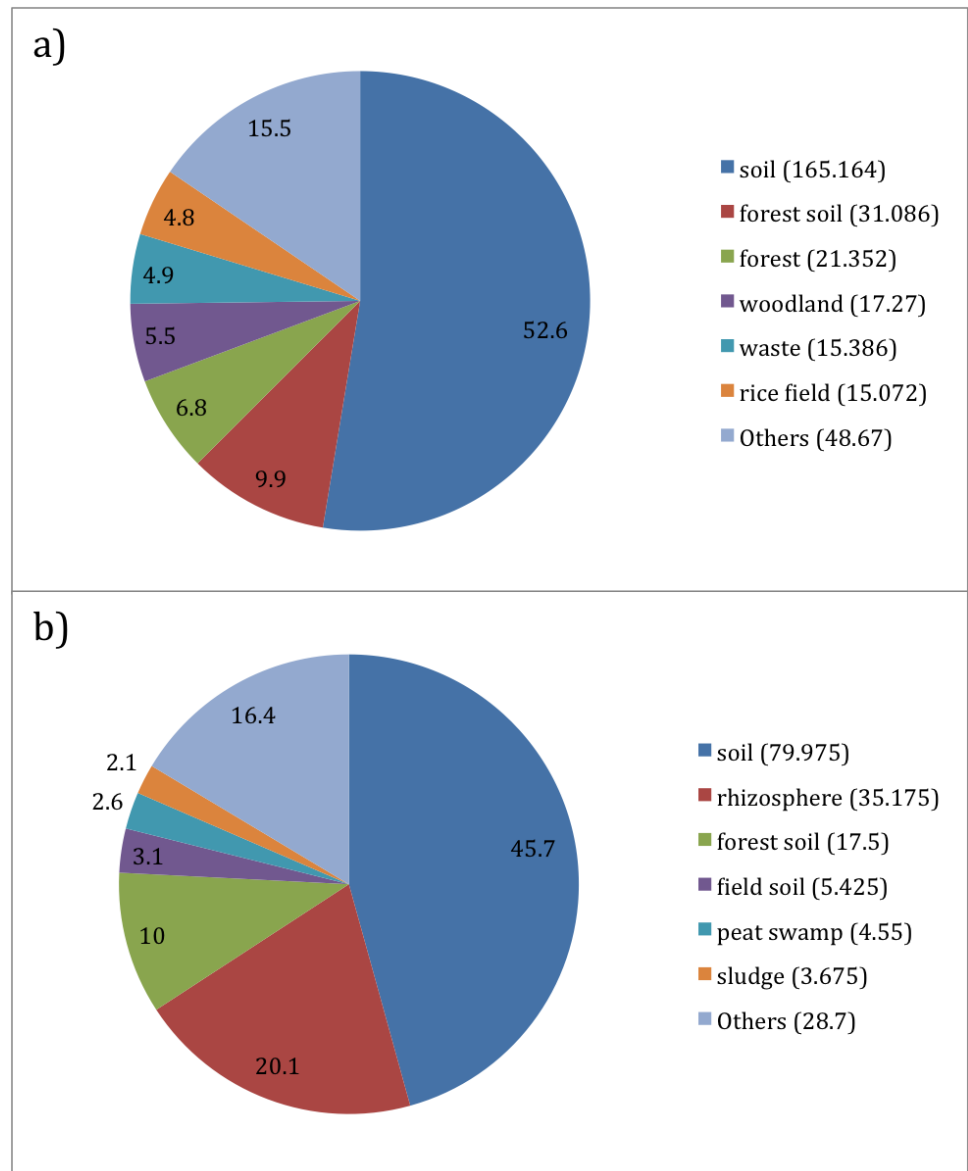 a)
15.5
4.8
4.9
5.5
6.8
9.9
52.6
soil (165.164)
forest soil (31.086)
forest (21.352)
woodland (17.27)
waste (15.386)
rice field (15.072)
Others (48.67)
b)
16.4
2.1
2.6
3.1
10
20.1
45.7
soil (79.975)
rhizosphere (35.175)
forest soil (17.5)
field soil (5.425)
peat swamp (4.55)
sludge (3.675)
Others (28.7)